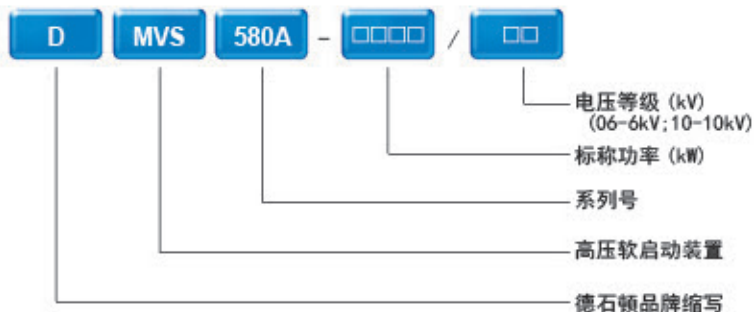 D MVS 580A - □□□□ / □□
电压等级 (kV)
(06-6kV;10-10kV)
标称功率 (kW)
系列号
高压软启动装置
德石顿品牌缩写